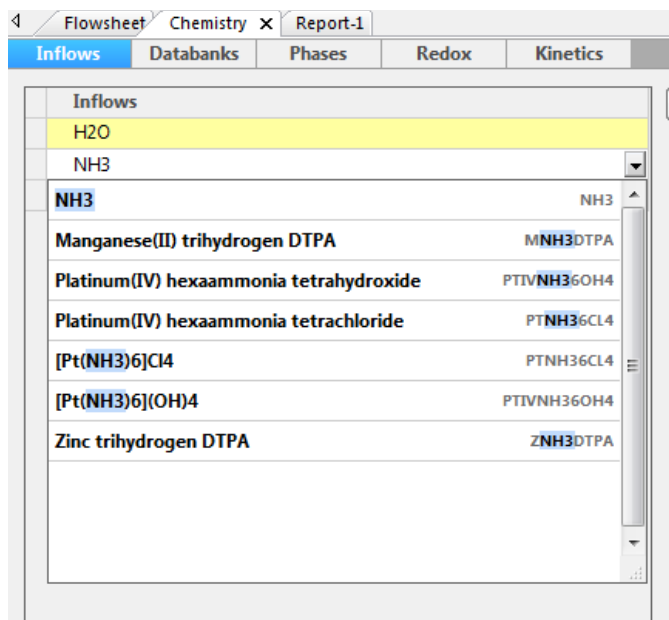 Flowsheet Chemistry Report-1
Inflows Databanks Phases Redox Kinetics
Inflows
H2O
NH3
NH3 NH3
Manganese(II) trihydrogen DTPA MNH3DTPA
Platinum(IV) hexaammonia tetrahydroxide PTIVNH36OH4
Platinum(IV) hexaammonia tetrachloride PTNH36CL4
[Pt(NH3)6]Cl4 PTNH36CL4
[Pt(NH3)6](OH)4 PTIVNH36OH4
Zinc trihydrogen DTPA ZNH3DTPA